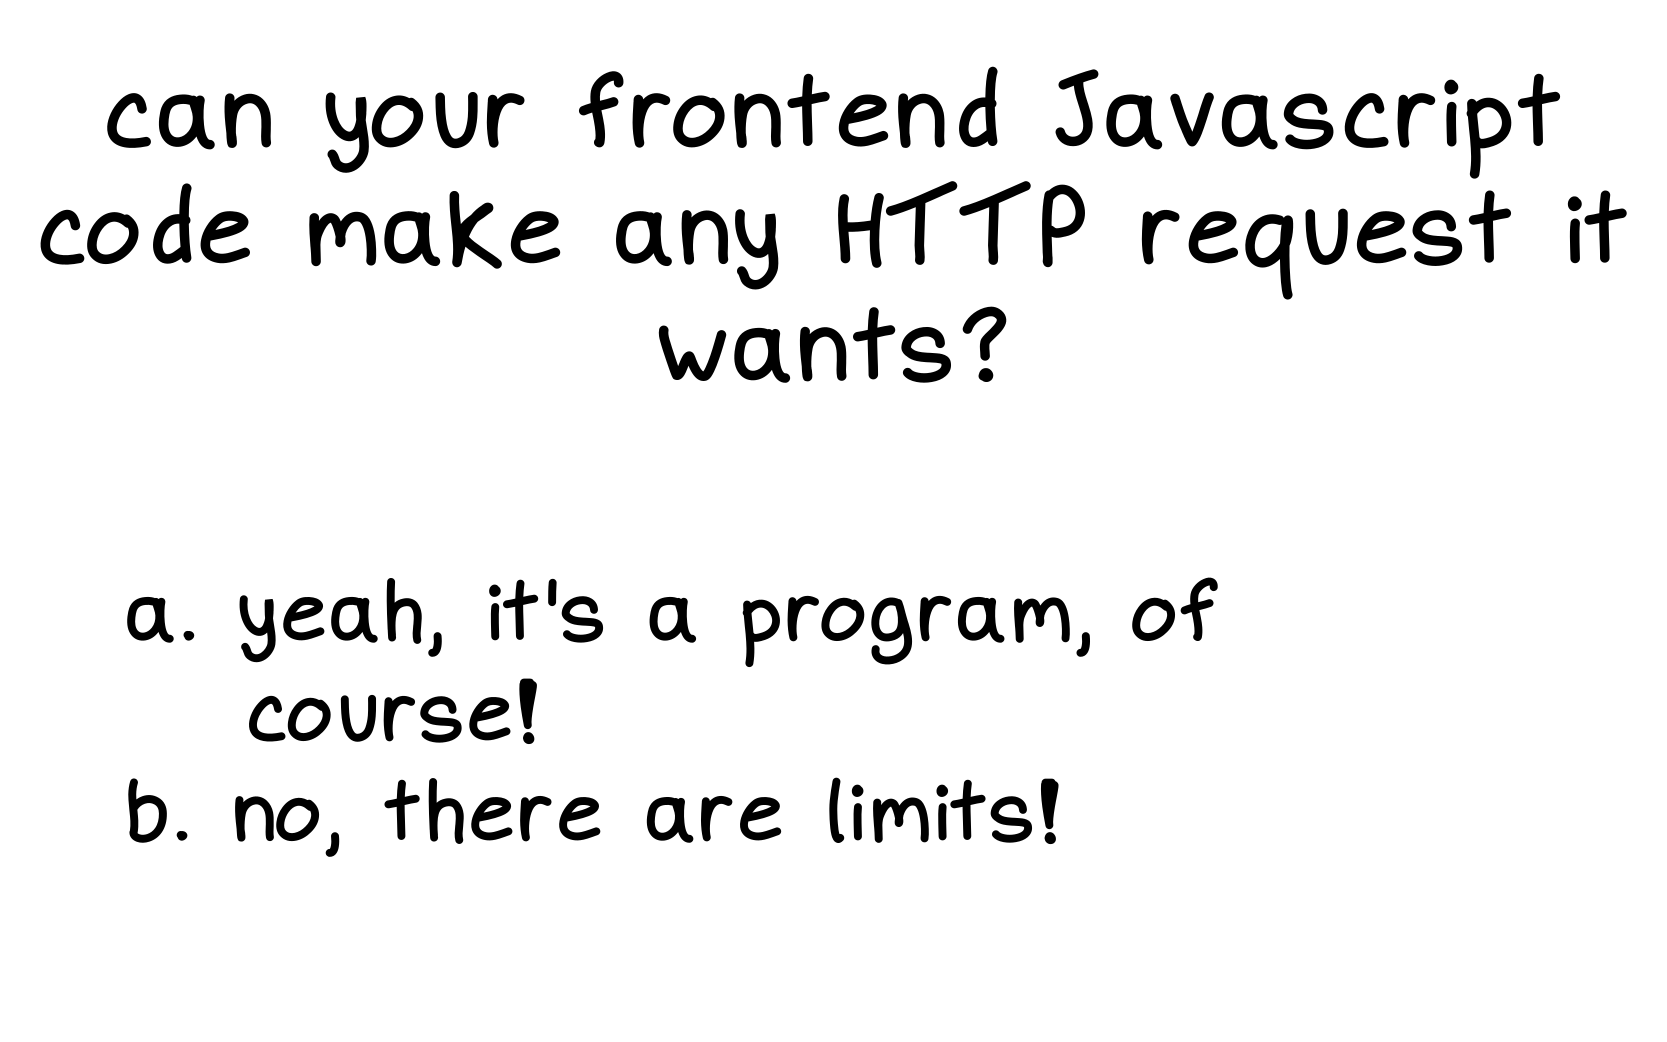 can your frontend Javascript
code make any HTTP request it
wants?
a. yeah, it's a program, of
course!
b. no, there are limits!